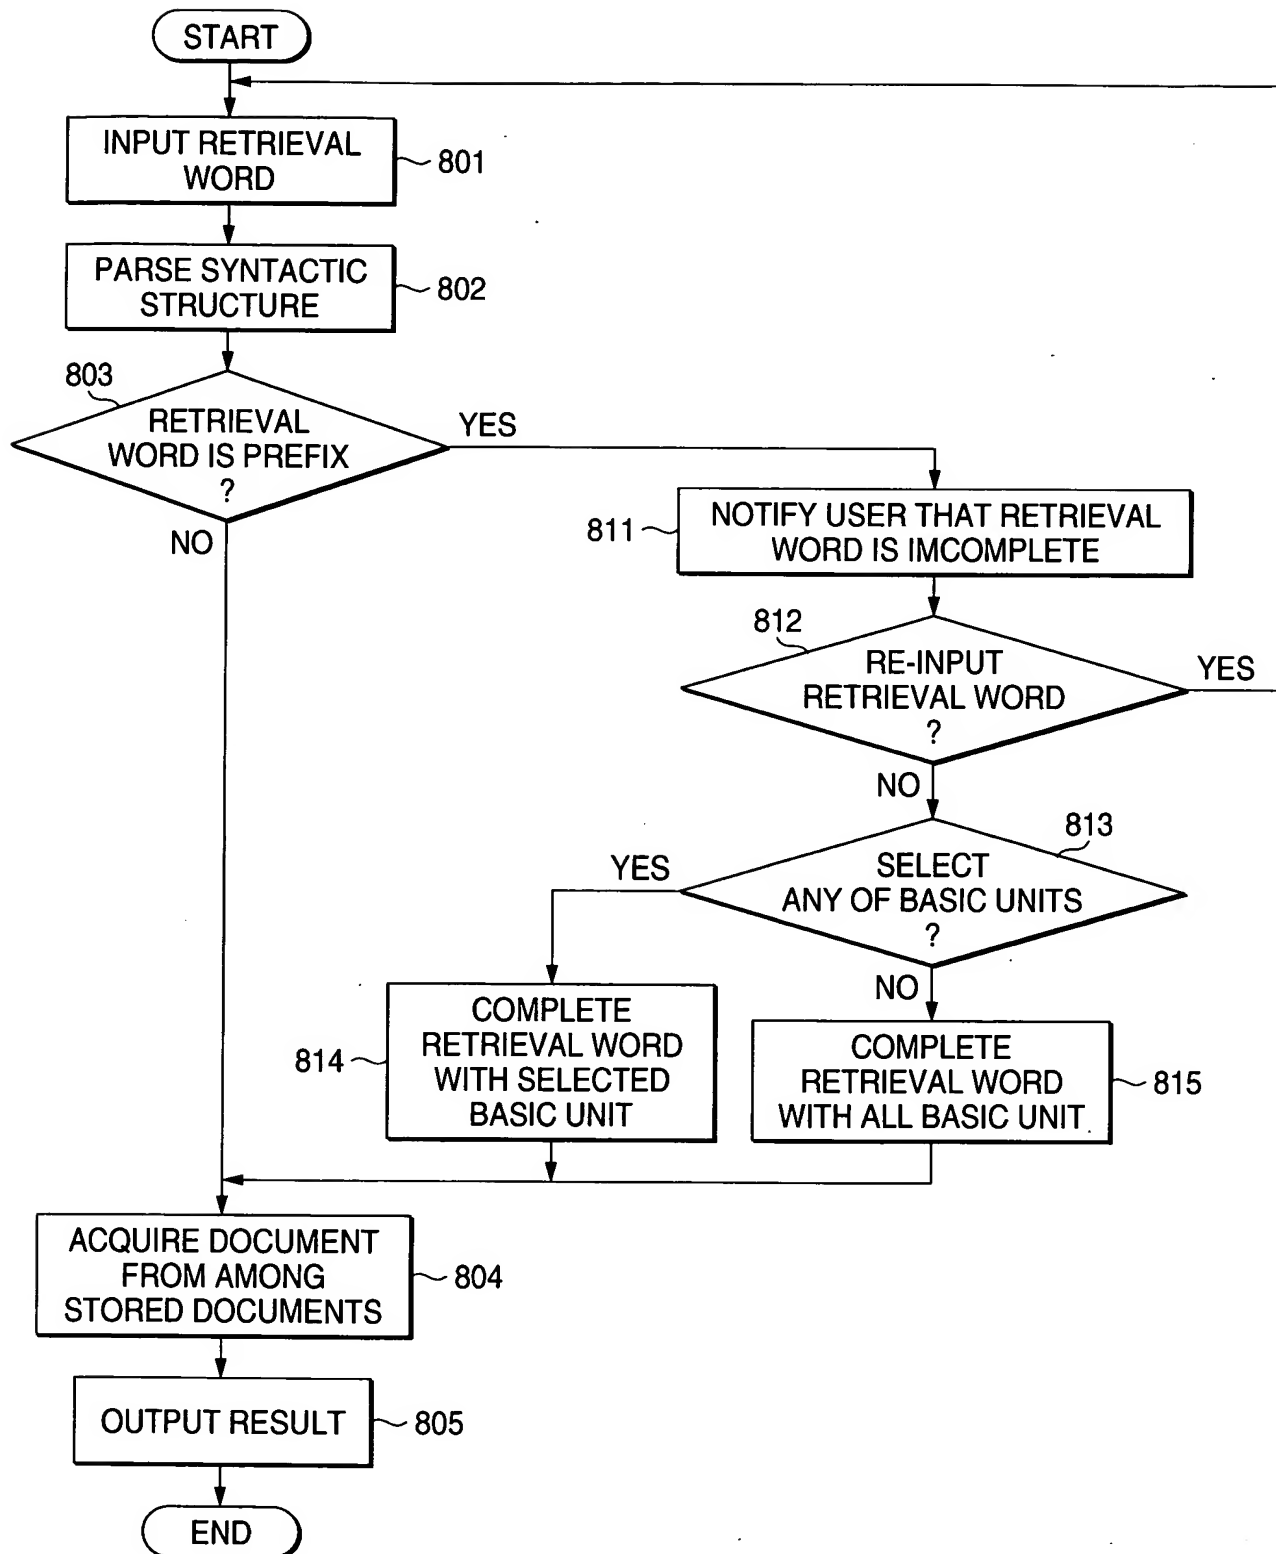 START
INPUT RETRIEVAL
WORD
801
PARSE SYNTACTIC
STRUCTURE
802
803
RETRIEVAL
WORD IS PREFIX
?
YES
NO
811
NOTIFY USER THAT RETRIEVAL
WORD IS IMCOMPLETE
812
RE-INPUT
RETRIEVAL WORD
?
YES
NO
813
SELECT
ANY OF BASIC UNITS
?
YES
NO
814
COMPLETE
RETRIEVAL WORD
WITH SELECTED
BASIC UNIT
COMPLETE
RETRIEVAL WORD
WITH ALL BASIC UNIT
815
ACQUIRE DOCUMENT
FROM AMONG
STORED DOCUMENTS
804
OUTPUT RESULT
805
END